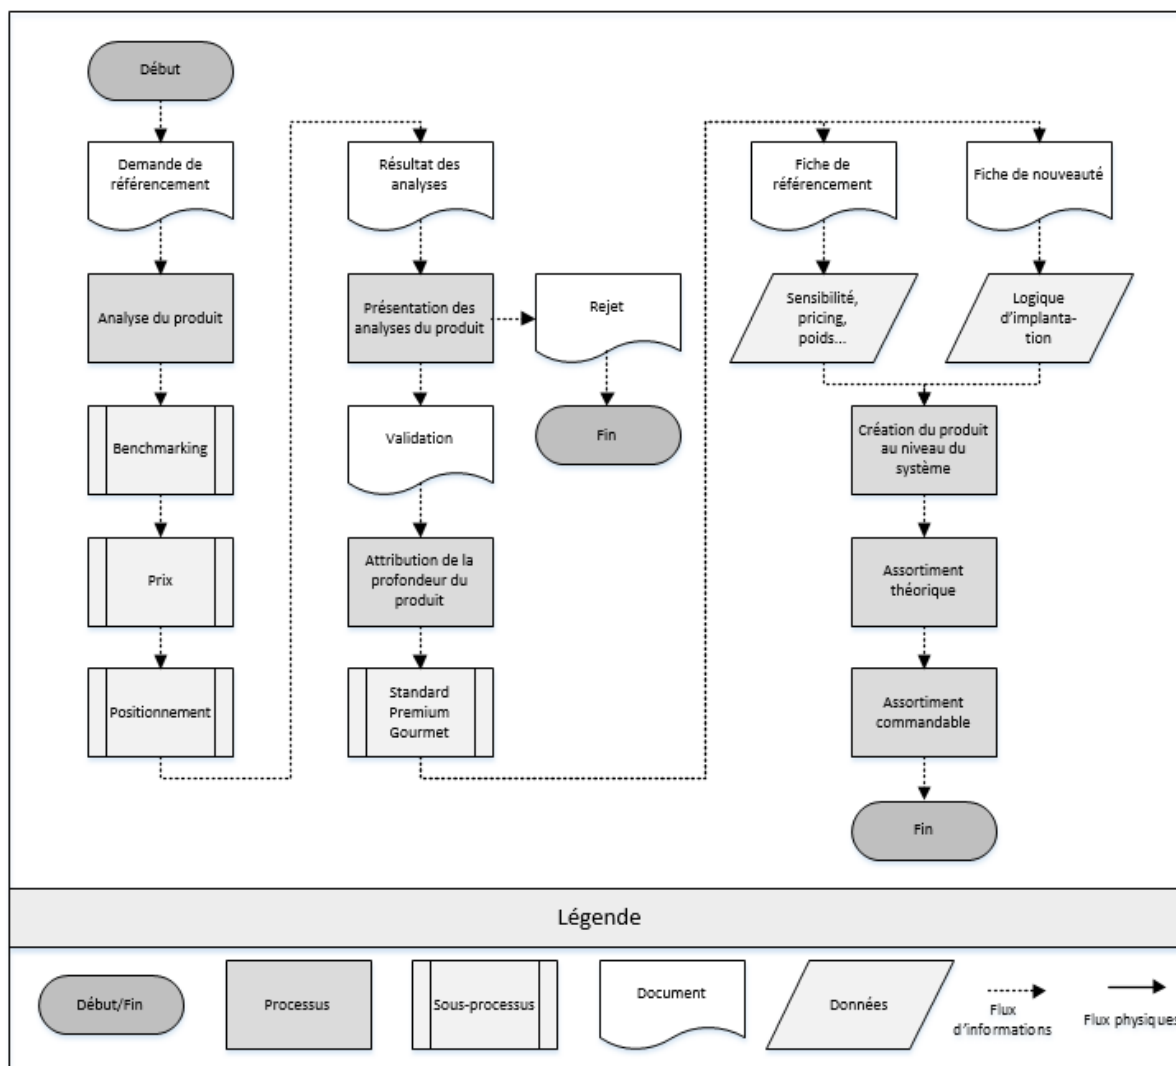 Début
Demande de
référencement
Analyse du produit
Benchmarking
Prix
Positionnement
Résultat des
analyses
Présentation des
analyses du produit
Rejet
Fin
Validation
Attribution de la
profondeur du
produit
Standard
Premium
Gourmet
Fiche de
référencement
Fiche de nouveauté
Sensibilité,
pricing,
poids...
Logique
d'implanta-
tion
Création du produit
au niveau du
système
Assortiment
théorique
Assortiment
commandable
Fin
Légende
Début/Fin
Processus
Sous-processus
Document
Données
Flux
d'informations
Flux physiques